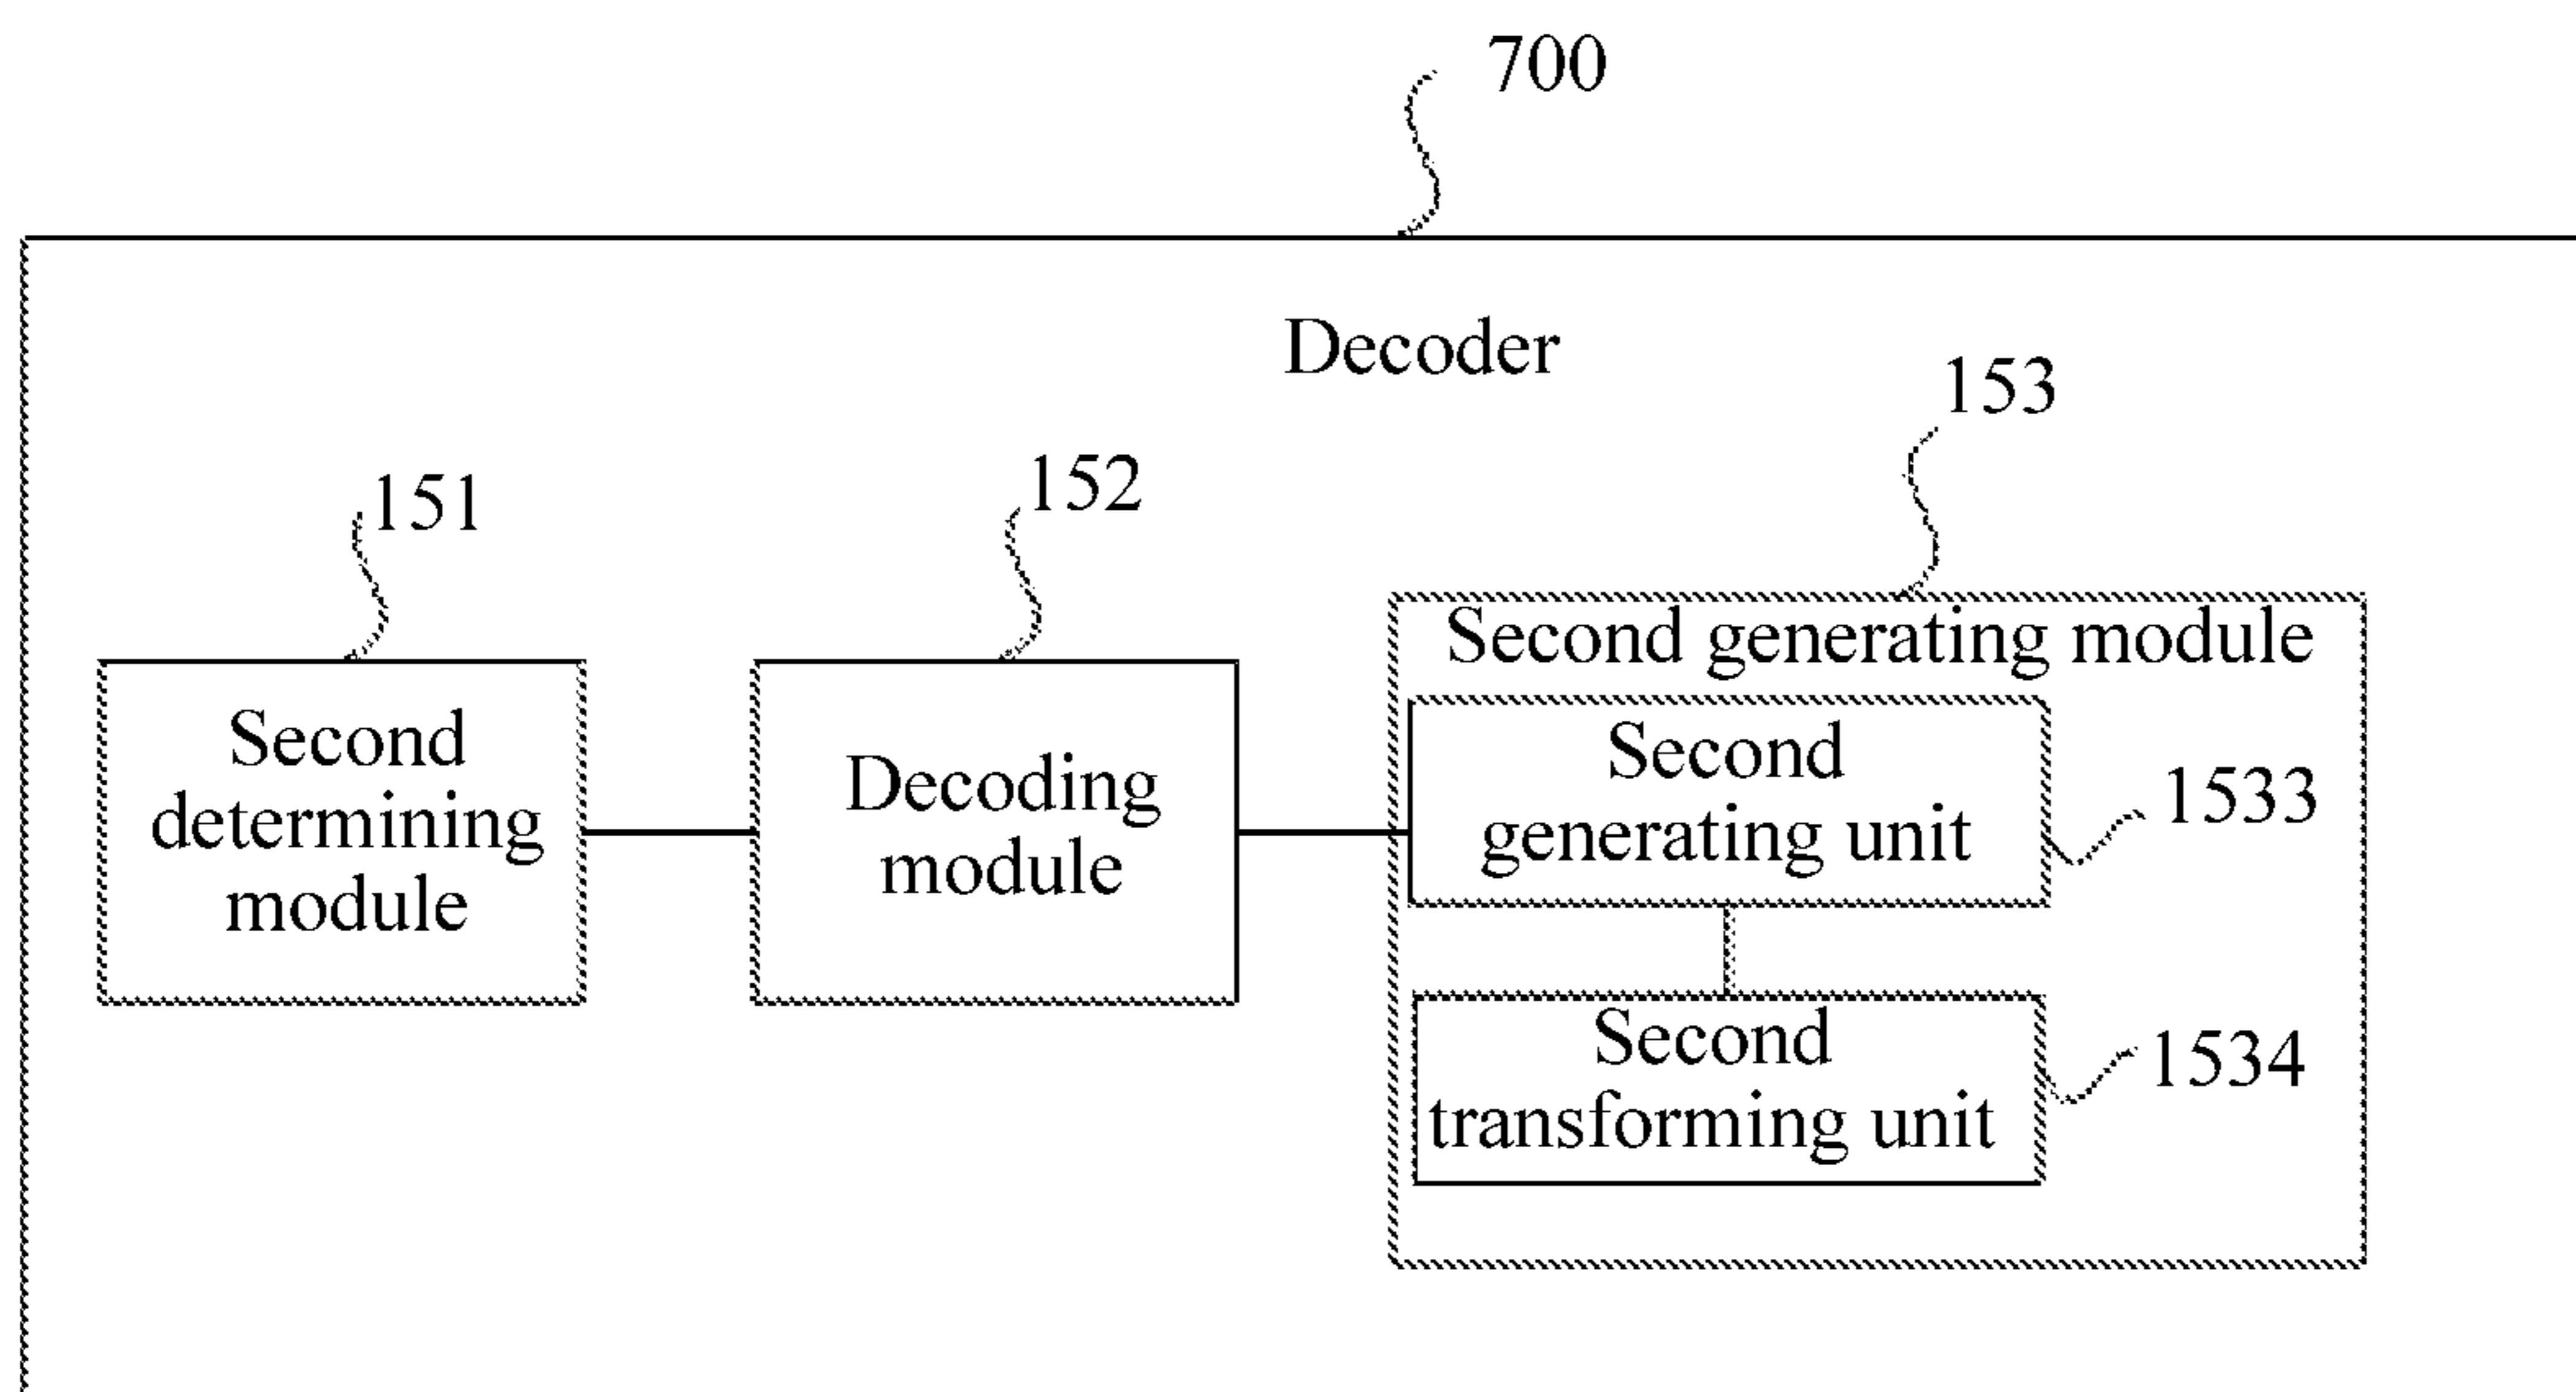 700
Decoder
153
152
151
Second generating module
Second
determining
module
Decoding
module
Second
generating unit
1533
Second
transforming unit
1534